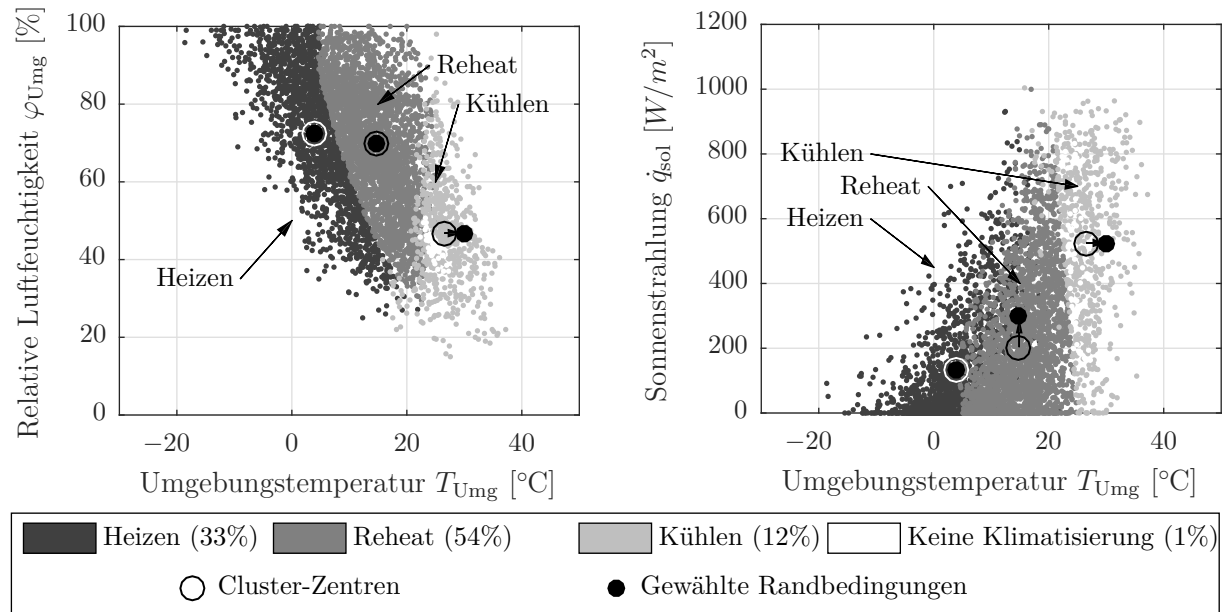 Relative Luftfeuchtigkeit φUmg [%]
100
80
60
40
20
0
−20
0
20
40
Umgebungstemperatur TUmg [°C]
Reheat
Kühlen
Heizen
Sonnenstrahlung q̇sol [W/m²]
1200
1000
800
600
400
200
0
−20
0
20
40
Umgebungstemperatur TUmg [°C]
Kühlen
Reheat
Heizen
Heizen (33%)
Reheat (54%)
Kühlen (12%)
Keine Klimatisierung (1%)
Cluster-Zentren
Gewählte Randbedingungen